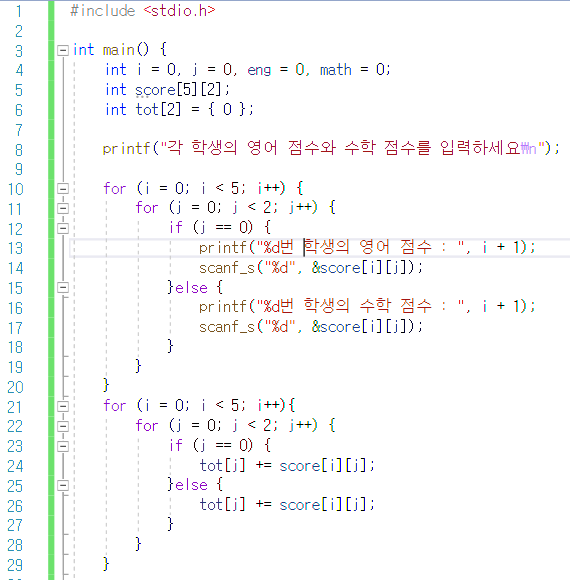 1 #include <stdio.h>
2
3 int main() {
4 int i = 0, j = 0, eng = 0, math = 0;
5 int score[5][2];
6 int tot[2] = { 0 };
7
8 printf("각 학생의 영어 점수와 수학 점수를 입력하세요₩n");
9
10 for (i = 0; i < 5; i++) {
11 for (j = 0; j < 2; j++) {
12 if (j == 0) {
13 printf("%d번 학생의 영어 점수 : ", i + 1);
14 scanf_s("%d", &score[i][j]);
15 }else {
16 printf("%d번 학생의 수학 점수 : ", i + 1);
17 scanf_s("%d", &score[i][j]);
18 }
19 }
20 }
21 for (i = 0; i < 5; i++){
22 for (j = 0; j < 2; j++) {
23 if (j == 0) {
24 tot[j] += score[i][j];
25 }else {
26 tot[j] += score[i][j];
27 }
28 }
29 }